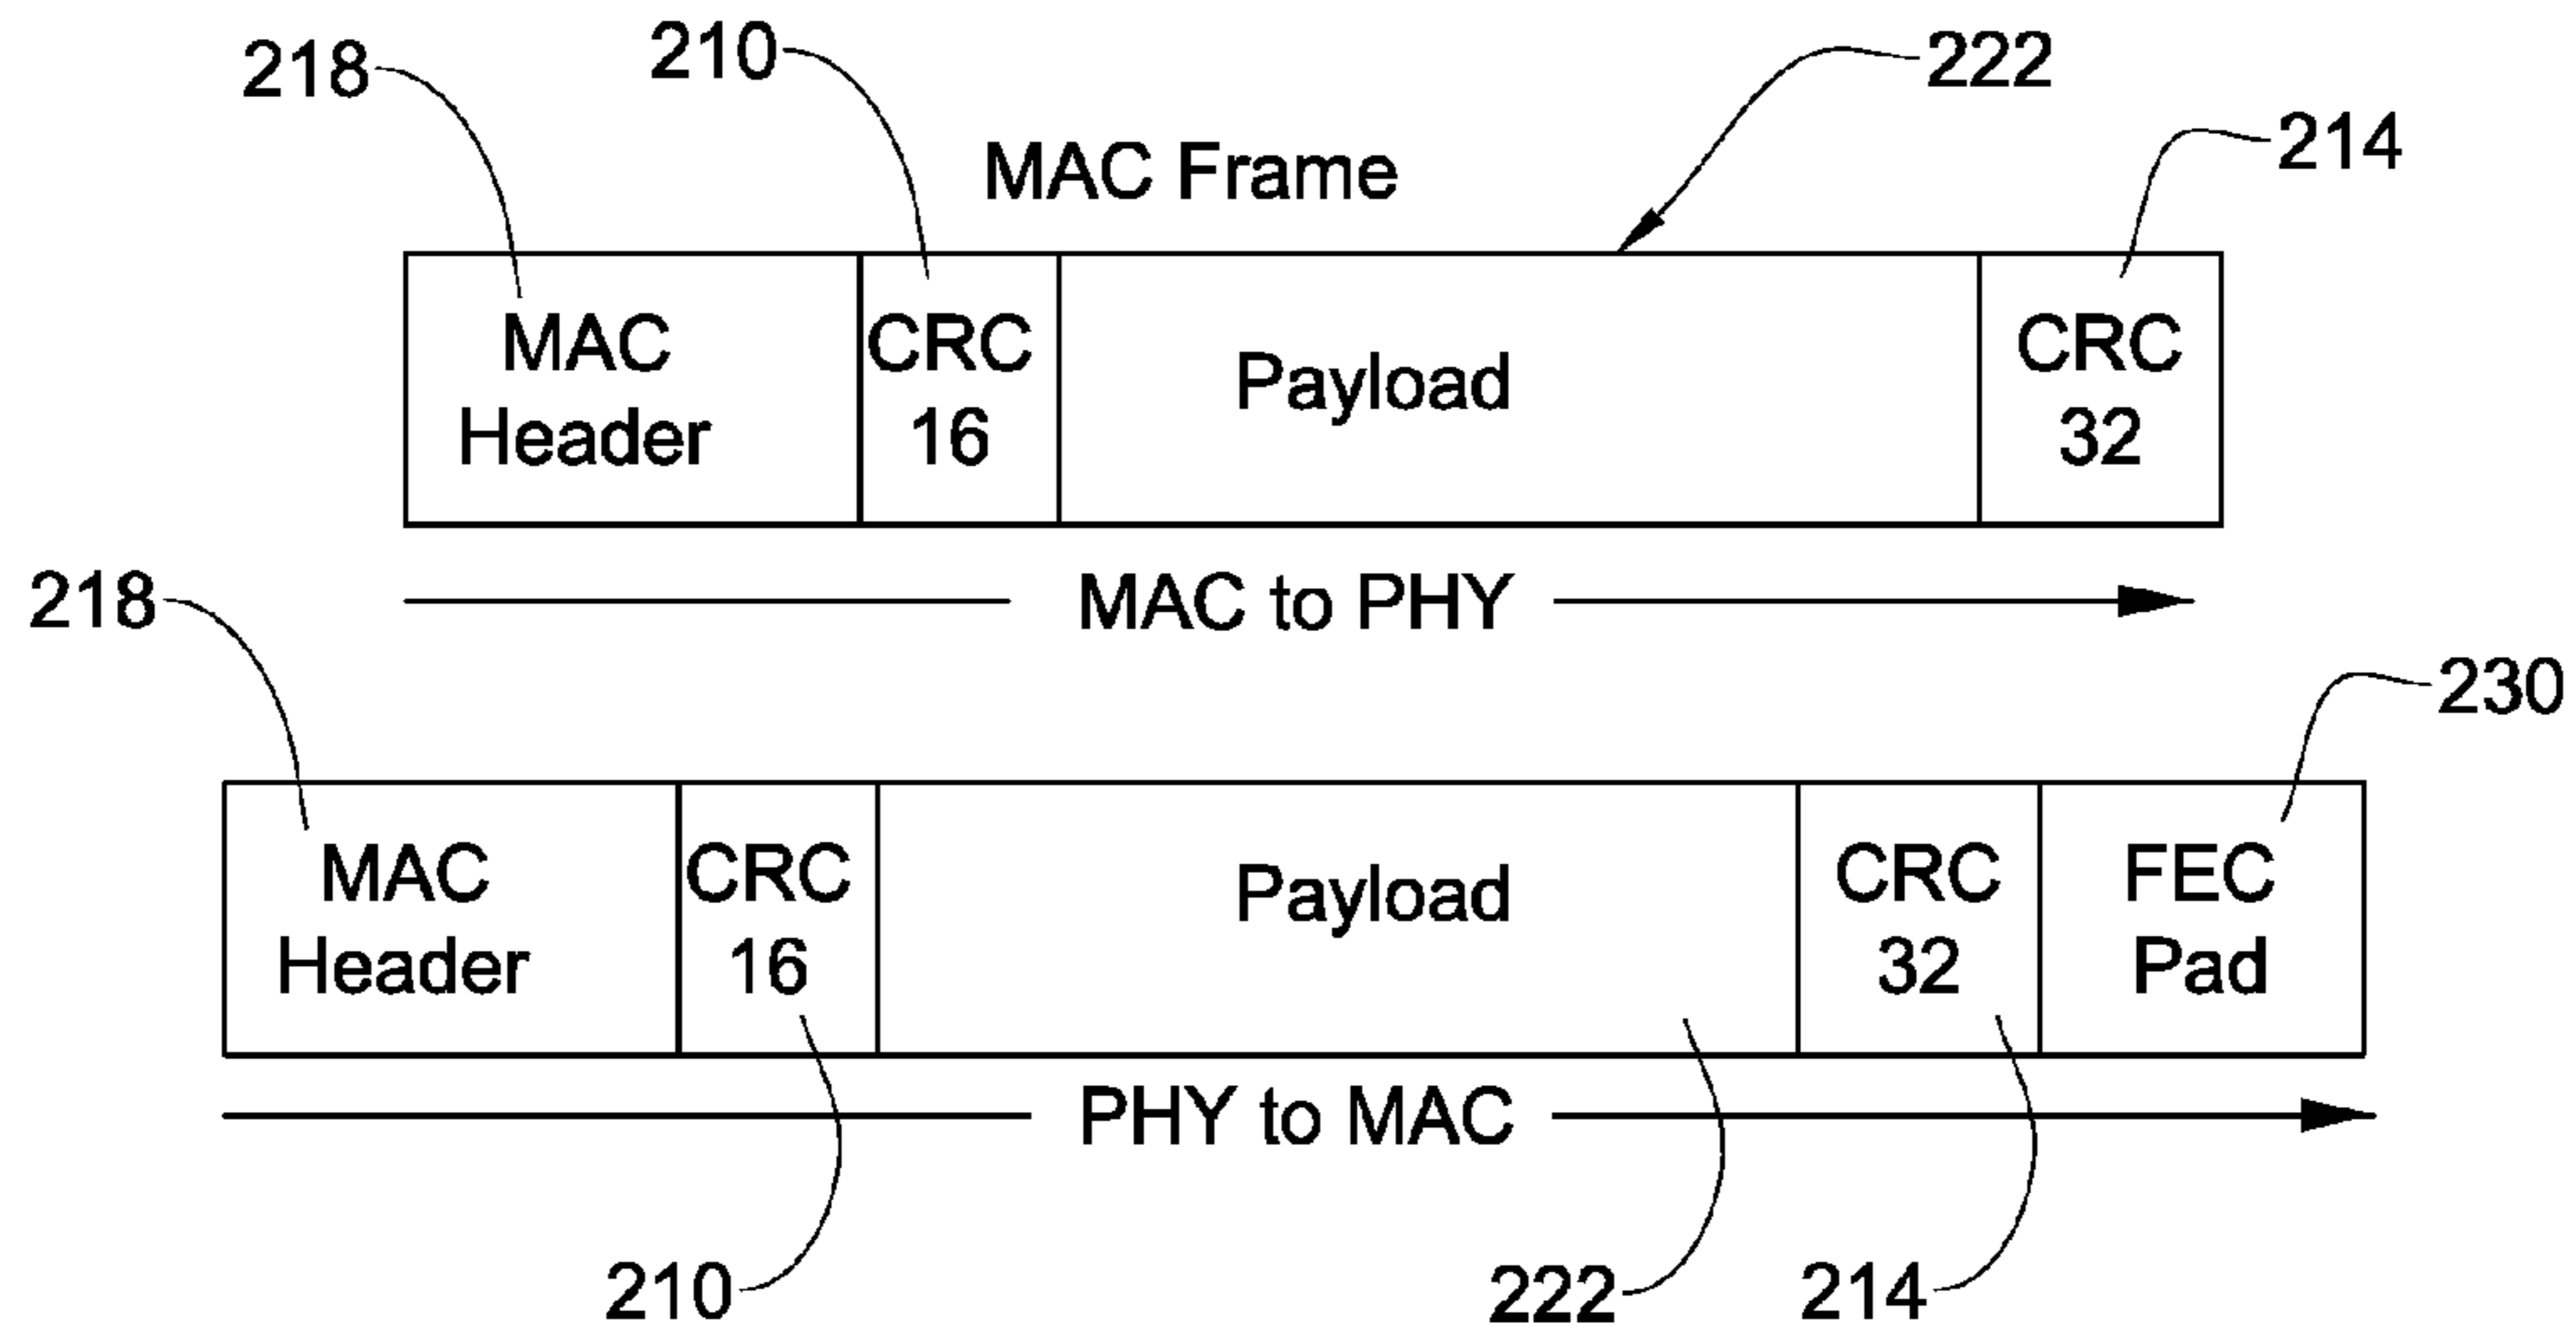 218
210
222
214
MAC Frame
MAC
Header
CRC
16
Payload
CRC
32
MAC to PHY
218
230
MAC
Header
CRC
16
Payload
CRC
32
FEC
Pad
PHY to MAC
210
222
214